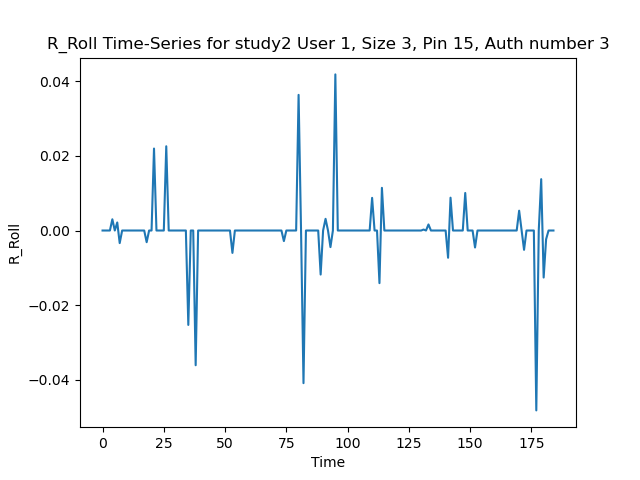 R_Roll Time-Series for study2 User 1, Size 3, Pin 15, Auth number 3
0.04
0.02
0.00
−0.02
−0.04
R_Roll
0 25 50 75 100 125 150 175
Time